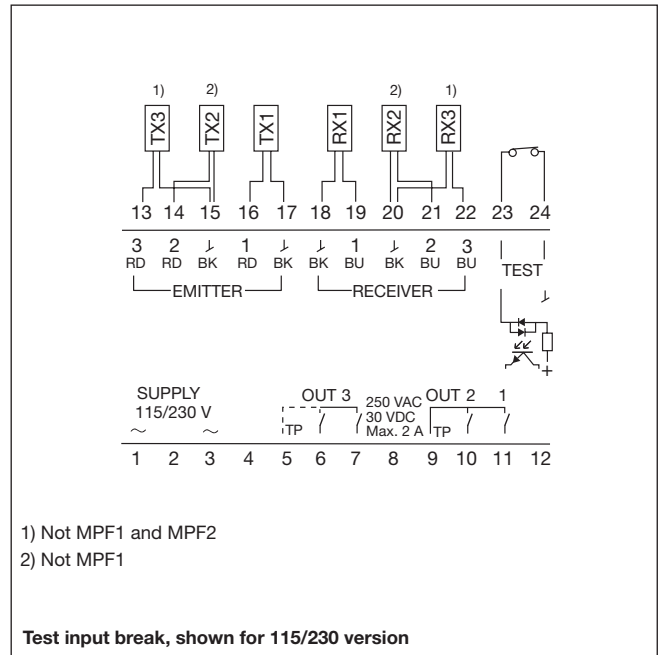 1) 2) 2) 1)
TX3 TX2 TX1 RX1 RX2 RX3
13 14 15 16 17 18 19 20 21 22 23 24
3 2 1 1 2 3
RD RD BK RD BK BK BU BK BU BU
TEST
EMITTER RECEIVER
+
SUPPLY
115/230 V
~ ~
OUT 3 250 VAC OUT 2 1
30 VDC
TP Max. 2 A TP
1 2 3 4 5 6 7 8 9 10 11 12
1) Not MPF1 and MPF2
2) Not MPF1
Test input break, shown for 115/230 version